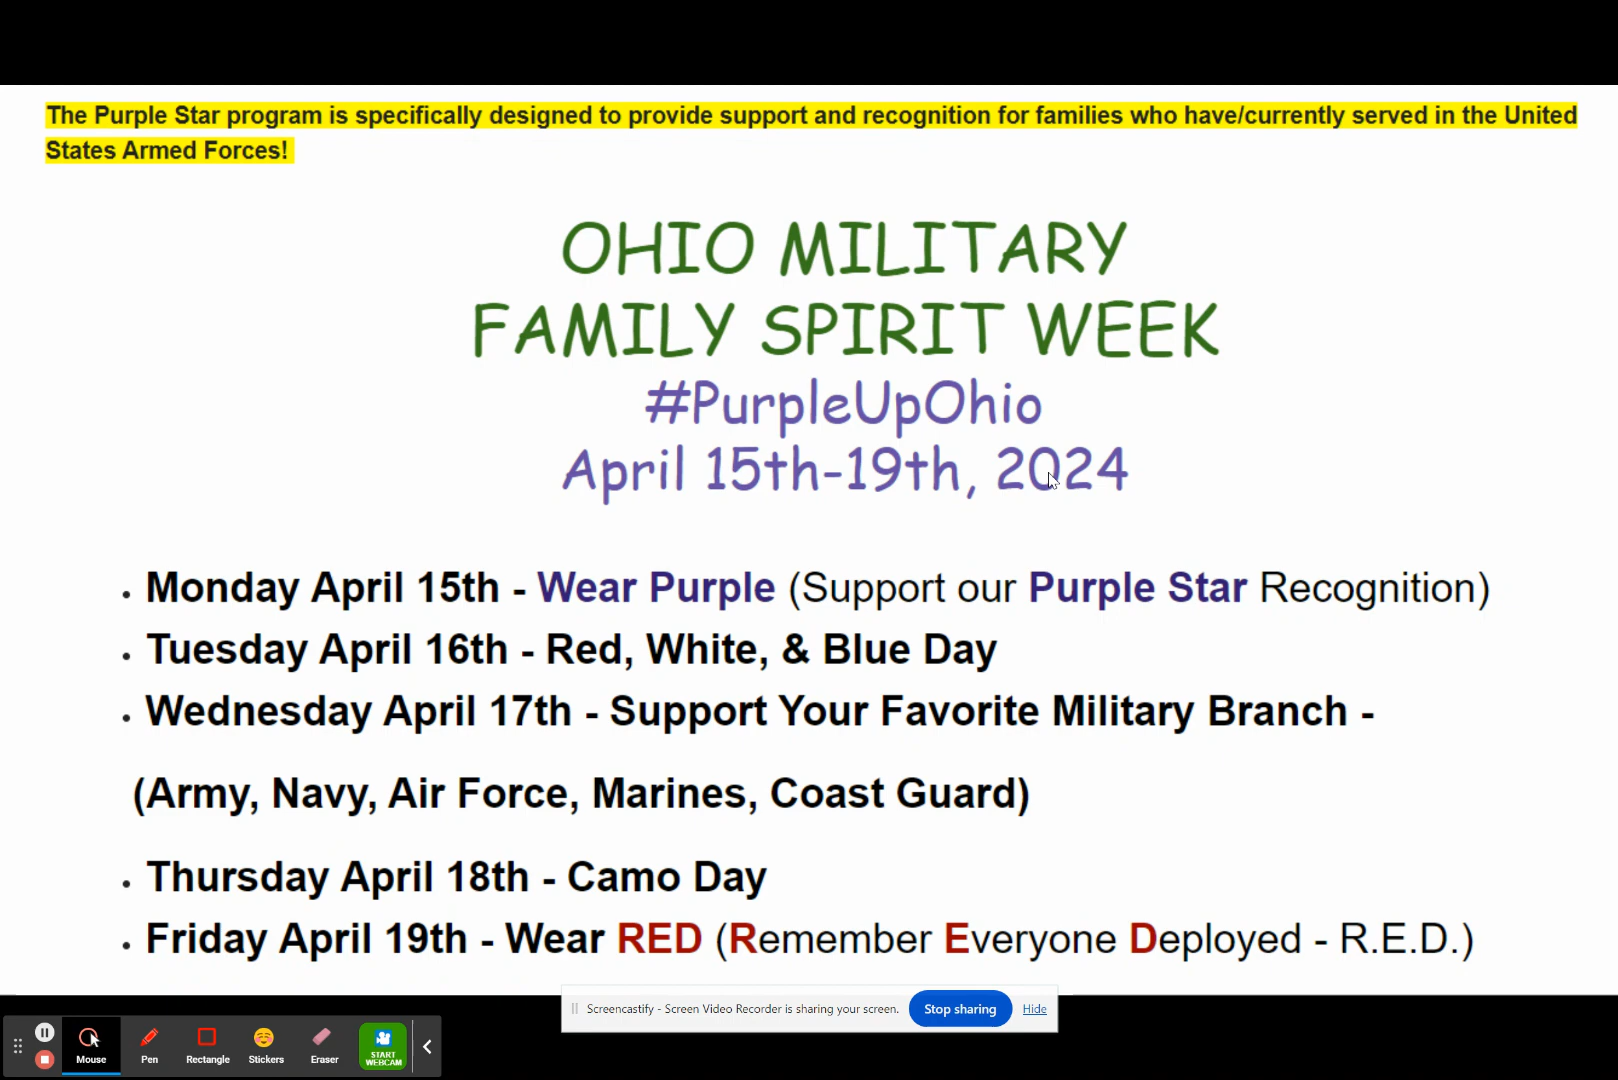 The Purple Star program is specifically designed to provide support and recognition for families who have/currently served in the United
States Armed Forces!
OHIO MILITARY
FAMILY SPIRIT WEEK
#PurpleUpOhio
April 15th-19th, 2024
• Monday April 15th - Wear Purple (Support our Purple Star Recognition)
• Tuesday April 16th - Red, White, & Blue Day
• Wednesday April 17th - Support Your Favorite Military Branch -
(Army, Navy, Air Force, Marines, Coast Guard)
• Thursday April 18th - Camo Day
• Friday April 19th - Wear RED (Remember Everyone Deployed - R.E.D.)
Screencastify - Screen Video Recorder is sharing your screen. Stop sharing Hide
Mouse Pen Rectangle Stickers Eraser START
WEBCAM